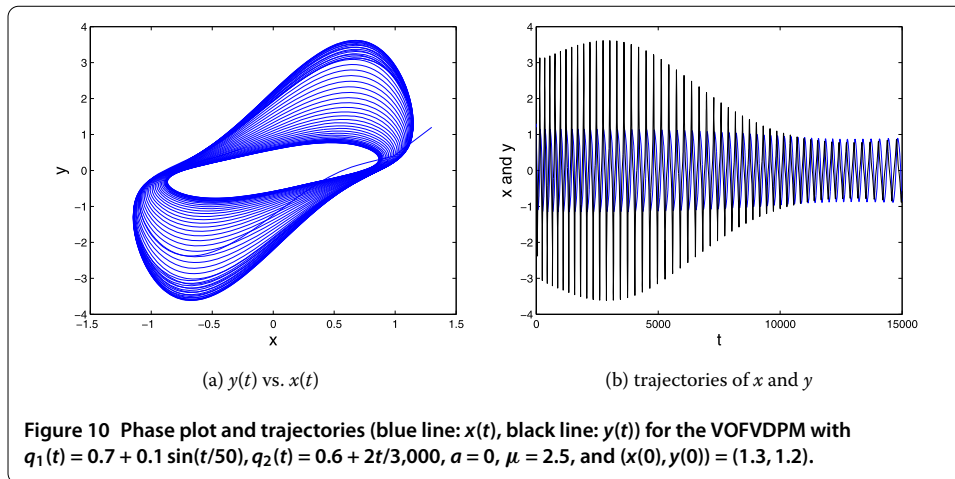 4
3
2
1
0
−1
−2
−3
−4
y
−1.5 −1 −0.5 0 0.5 1 1.5
x
(a) y(t) vs. x(t)
4
3
2
1
0
−1
−2
−3
−4
x and y
0 5000 10000 15000
t
(b) trajectories of x and y
Figure 10 Phase plot and trajectories (blue line: x(t), black line: y(t)) for the VOFVDPM with
q₁(t) = 0.7 + 0.1 sin(t/50), q₂(t) = 0.6 + 2t/3,000, a = 0, μ = 2.5, and (x(0), y(0)) = (1.3, 1.2).